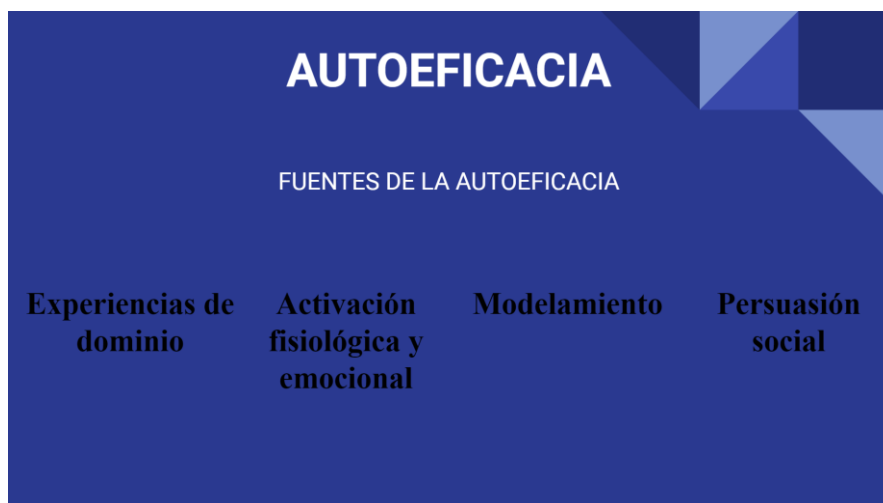 AUTOEFICACIA
FUENTES DE LA AUTOEFICACIA
Experiencias de
dominio
Activación
fisiológica y
emocional
Modelamiento
Persuasión
social